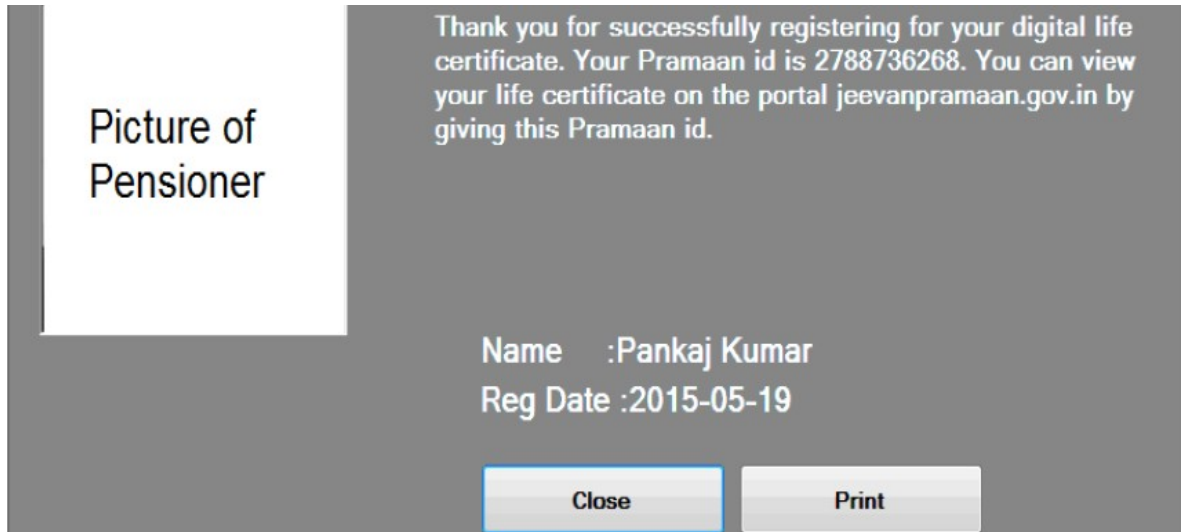 Thank you for successfully registering for your digital life
certificate. Your Pramaan id is 2788736268. You can view
your life certificate on the portal jeevanpramaan.gov.in by
giving this Pramaan id.
Picture of
Pensioner
Name :Pankaj Kumar
Reg Date :2015-05-19
Close Print